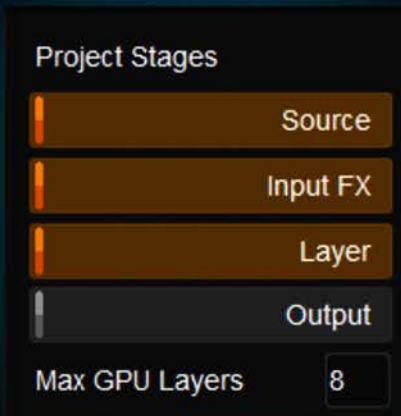 Project Stages
Source
Input FX
Layer
Output
Max GPU Layers 8